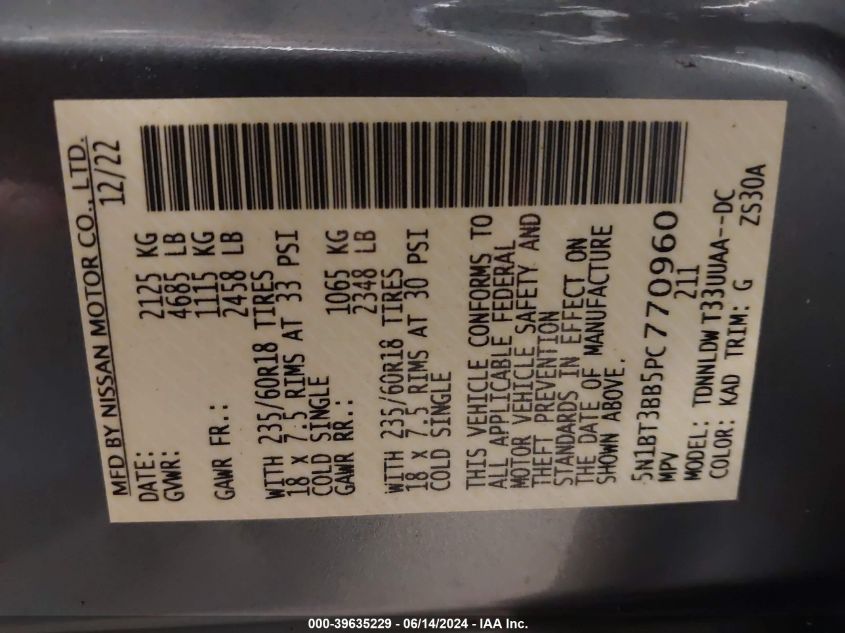 MFD BY NISSAN MOTOR CO., LTD.
DATE: 12/22
GVWR: 2125 KG
4685 LB
GAWR FR.: 1115 KG
2458 LB
WITH 235/60R18 TIRES
18 X 7.5 RIMS AT 33 PSI
COLD SINGLE
GAWR RR.: 1065 KG
2348 LB
WITH 235/60R18 TIRES
18 X 7.5 RIMS AT 30 PSI
COLD SINGLE
THIS VEHICLE CONFORMS TO
ALL APPLICABLE FEDERAL
MOTOR VEHICLE SAFETY AND
THEFT PREVENTION
STANDARDS IN EFFECT ON
THE DATE OF MANUFACTURE
SHOWN ABOVE.
5N1BT3BB5PC770960
MPV 211
MODEL: TDNNLDWT33UUAA---DC
COLOR: KAD TRIM: G ZS30A
000-39635229 - 06/14/2024 - IAA Inc.